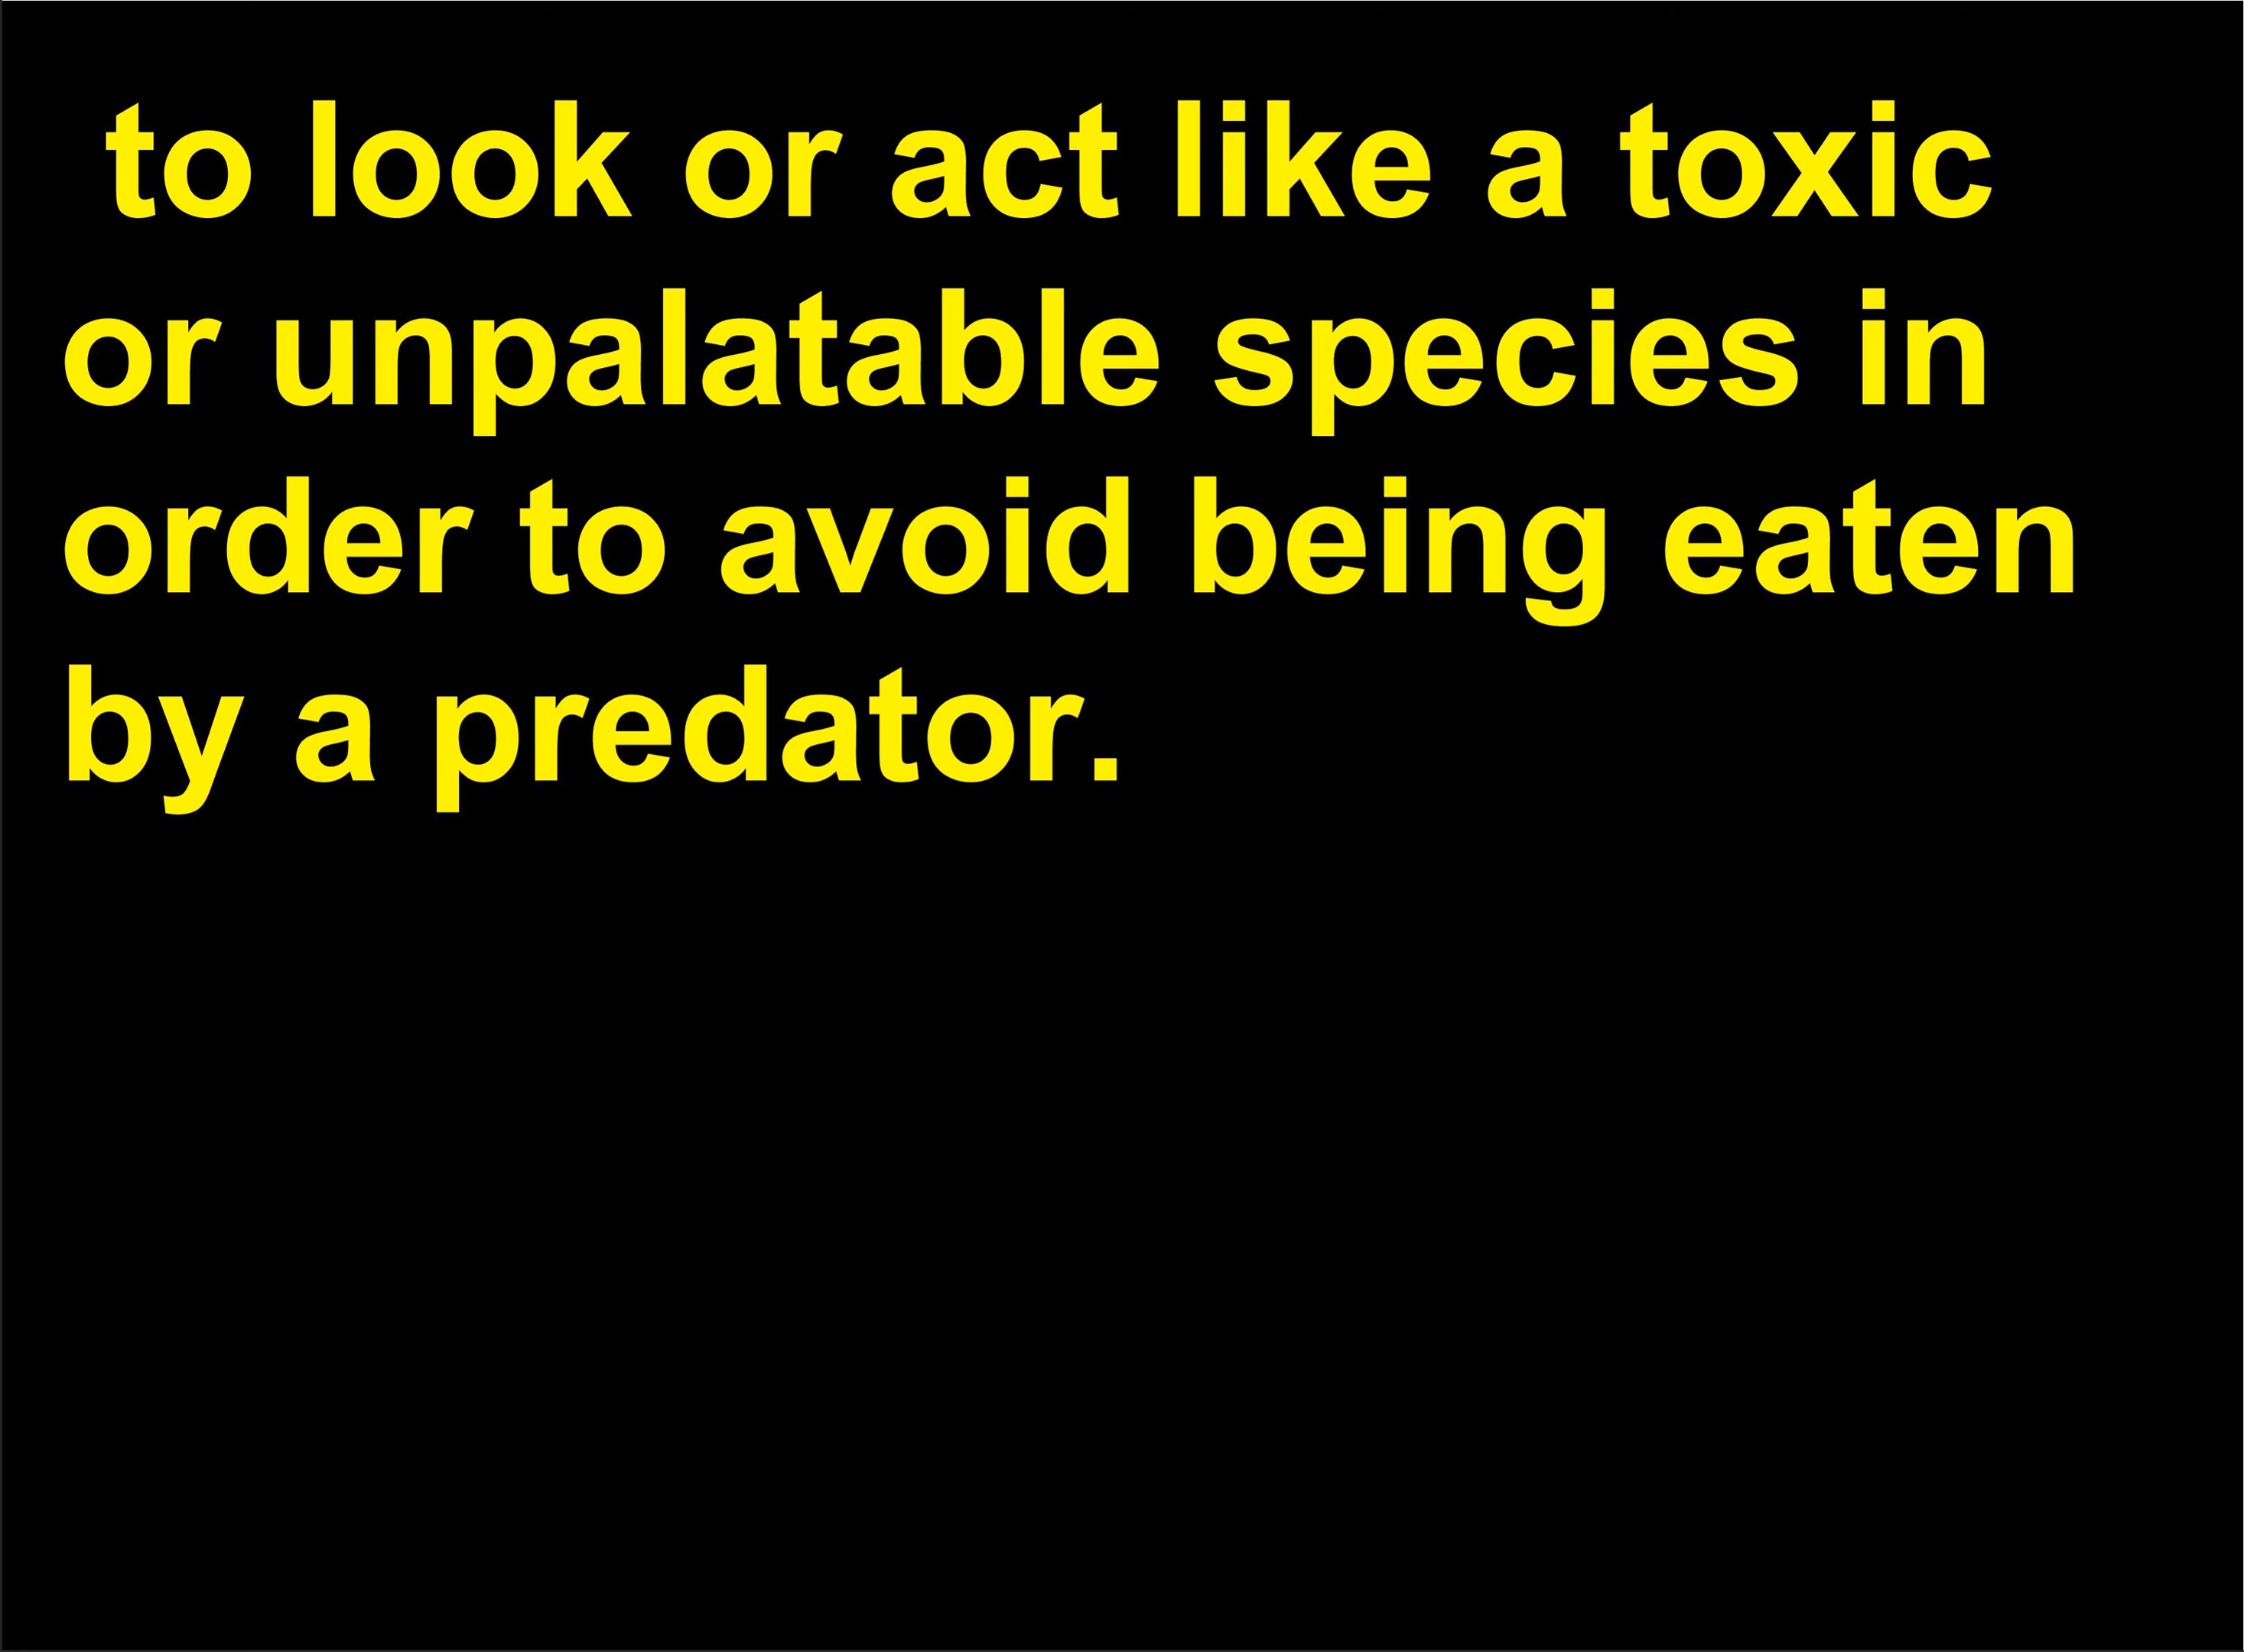 to look or act like a toxic
or unpalatable species in
order to avoid being eaten
by a predator.